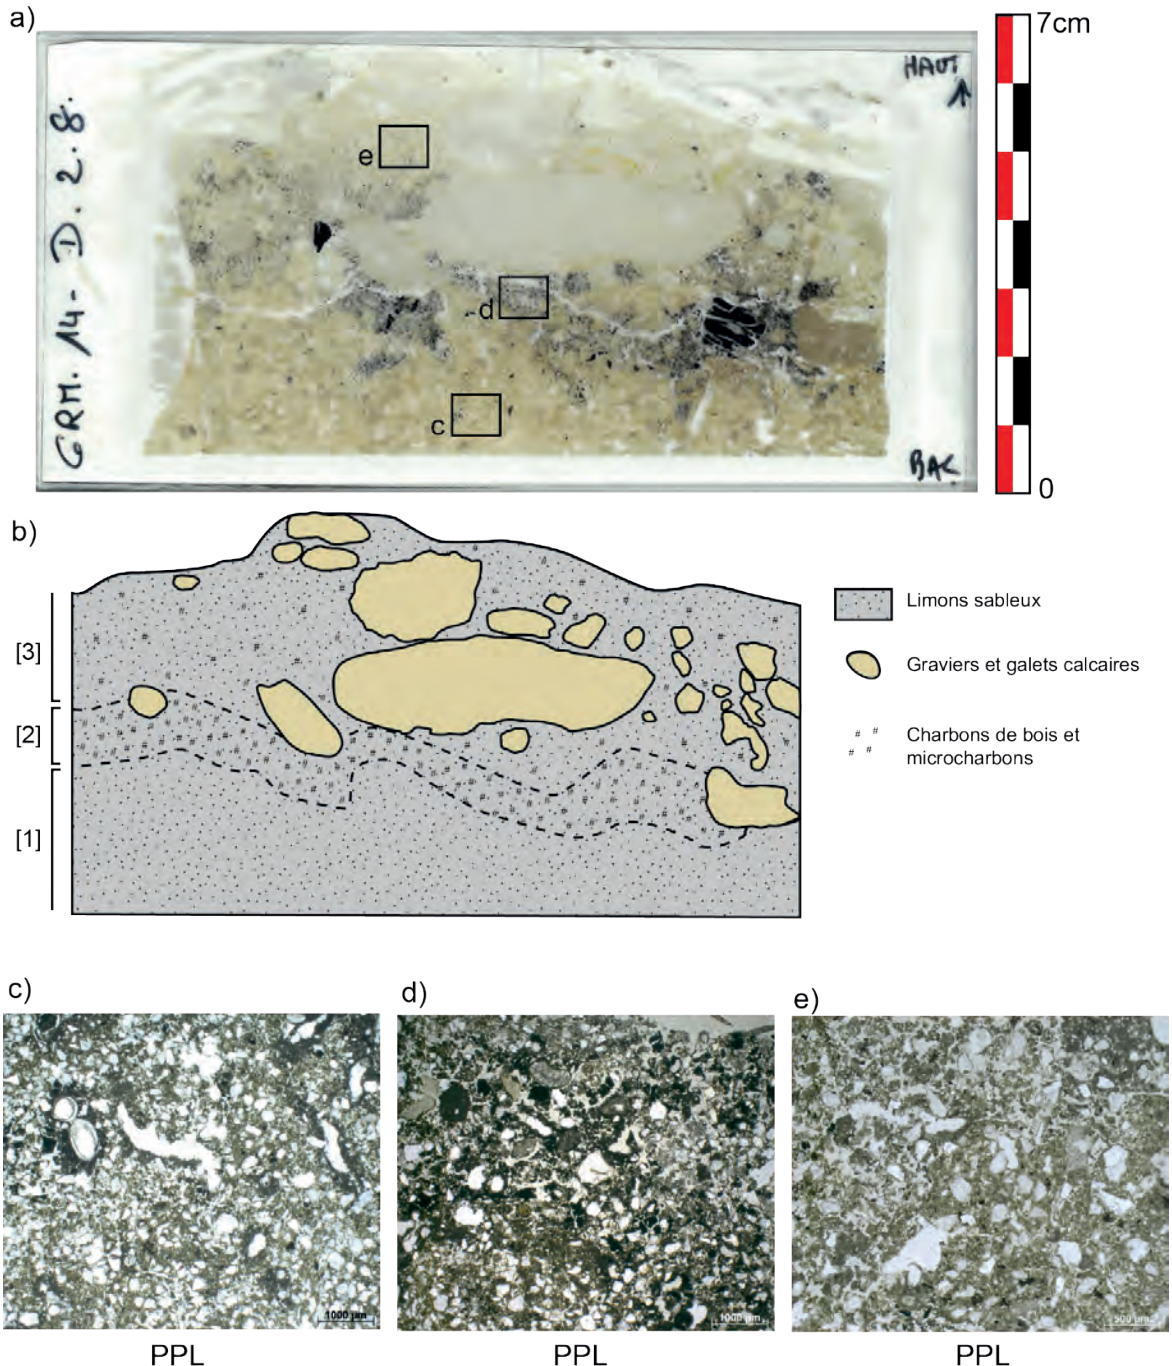 a)
7cm
HAUT
GRM. 14- D. 2. 8.
e
d
c
BAC
0
b)
[3]
[2]
[1]
Limons sableux
Graviers et galets calcaires
Charbons de bois et
microcharbons
c)
d)
e)
1000 µm
1000 µm
500 µm
PPL
PPL
PPL